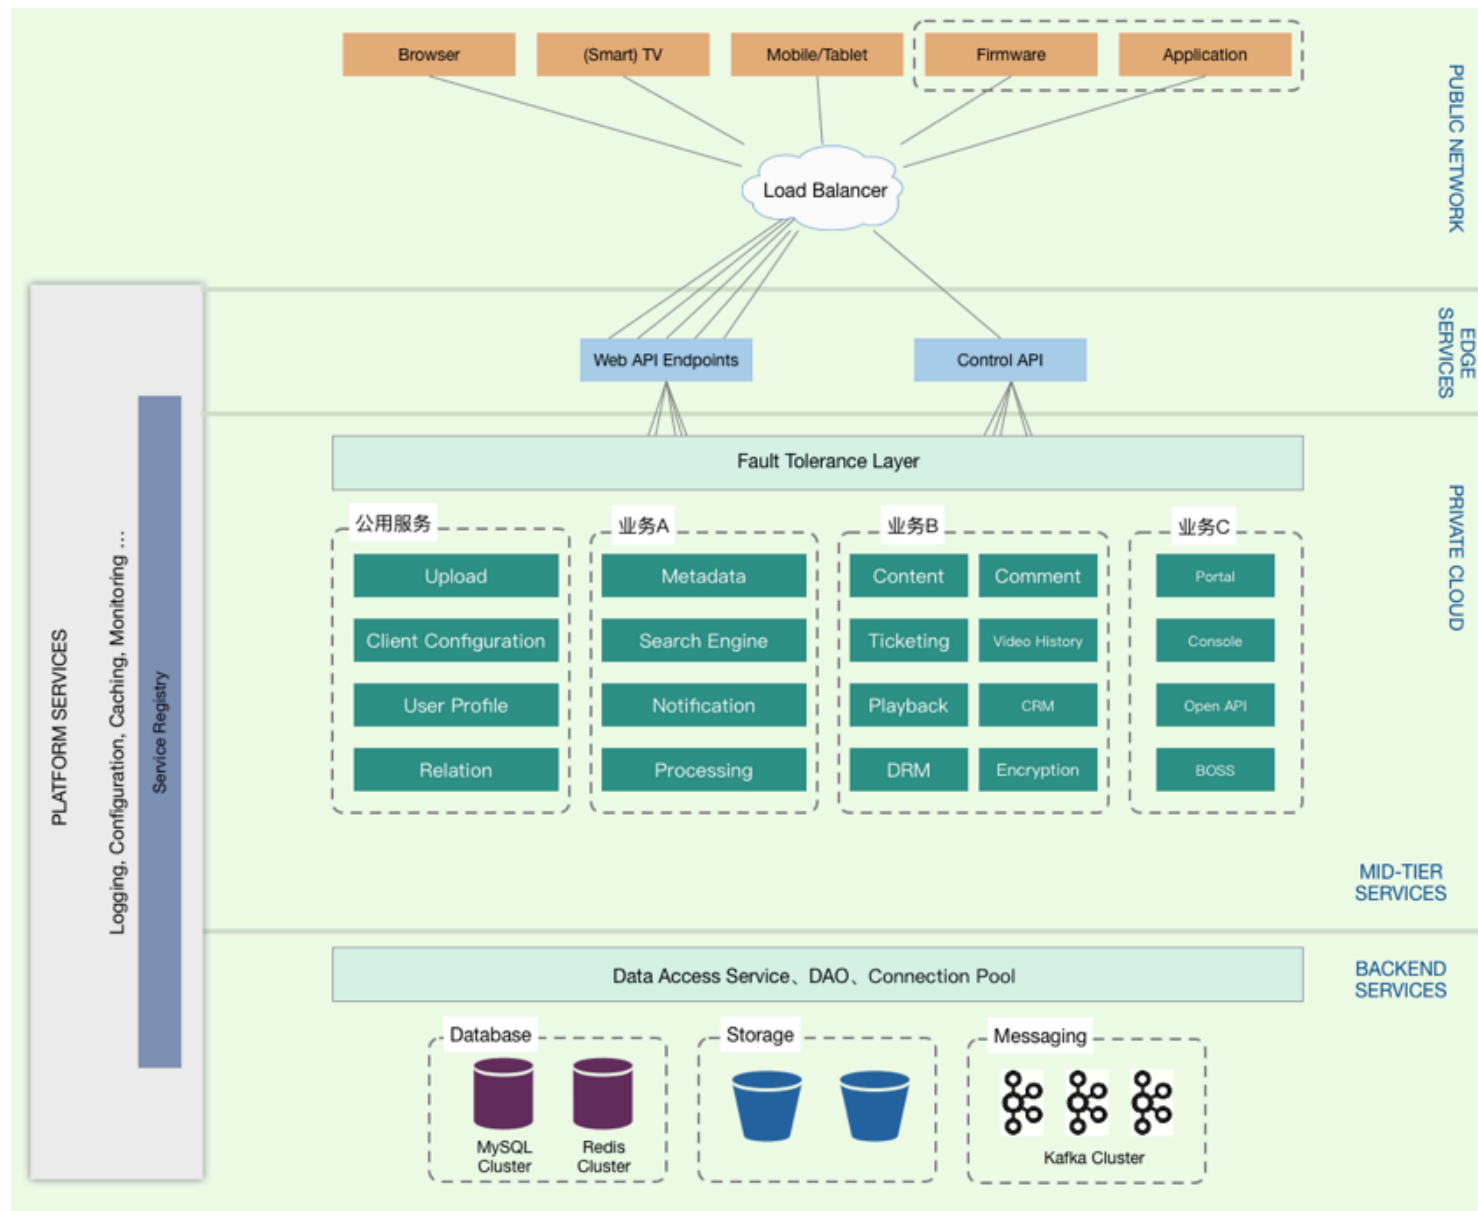 Browser
(Smart) TV
Mobile/Tablet
Firmware
Application
PUBLIC NETWORK
Load Balancer
EDGE
SERVICES
Web API Endpoints
Control API
Fault Tolerance Layer
PRIVATE CLOUD
公用服务
Upload
Client Configuration
User Profile
Relation
业务A
Metadata
Search Engine
Notification
Processing
业务B
Content
Comment
Ticketing
Video History
Playback
CRM
DRM
Encryption
业务C
Portal
Console
Open API
BOSS
PLATFORM SERVICES
Logging, Configuration, Caching, Monitoring ...
Service Registry
MID-TIER
SERVICES
Data Access Service、DAO、Connection Pool
BACKEND
SERVICES
Database
MySQL
Cluster
Redis
Cluster
Storage
Messaging
Kafka Cluster